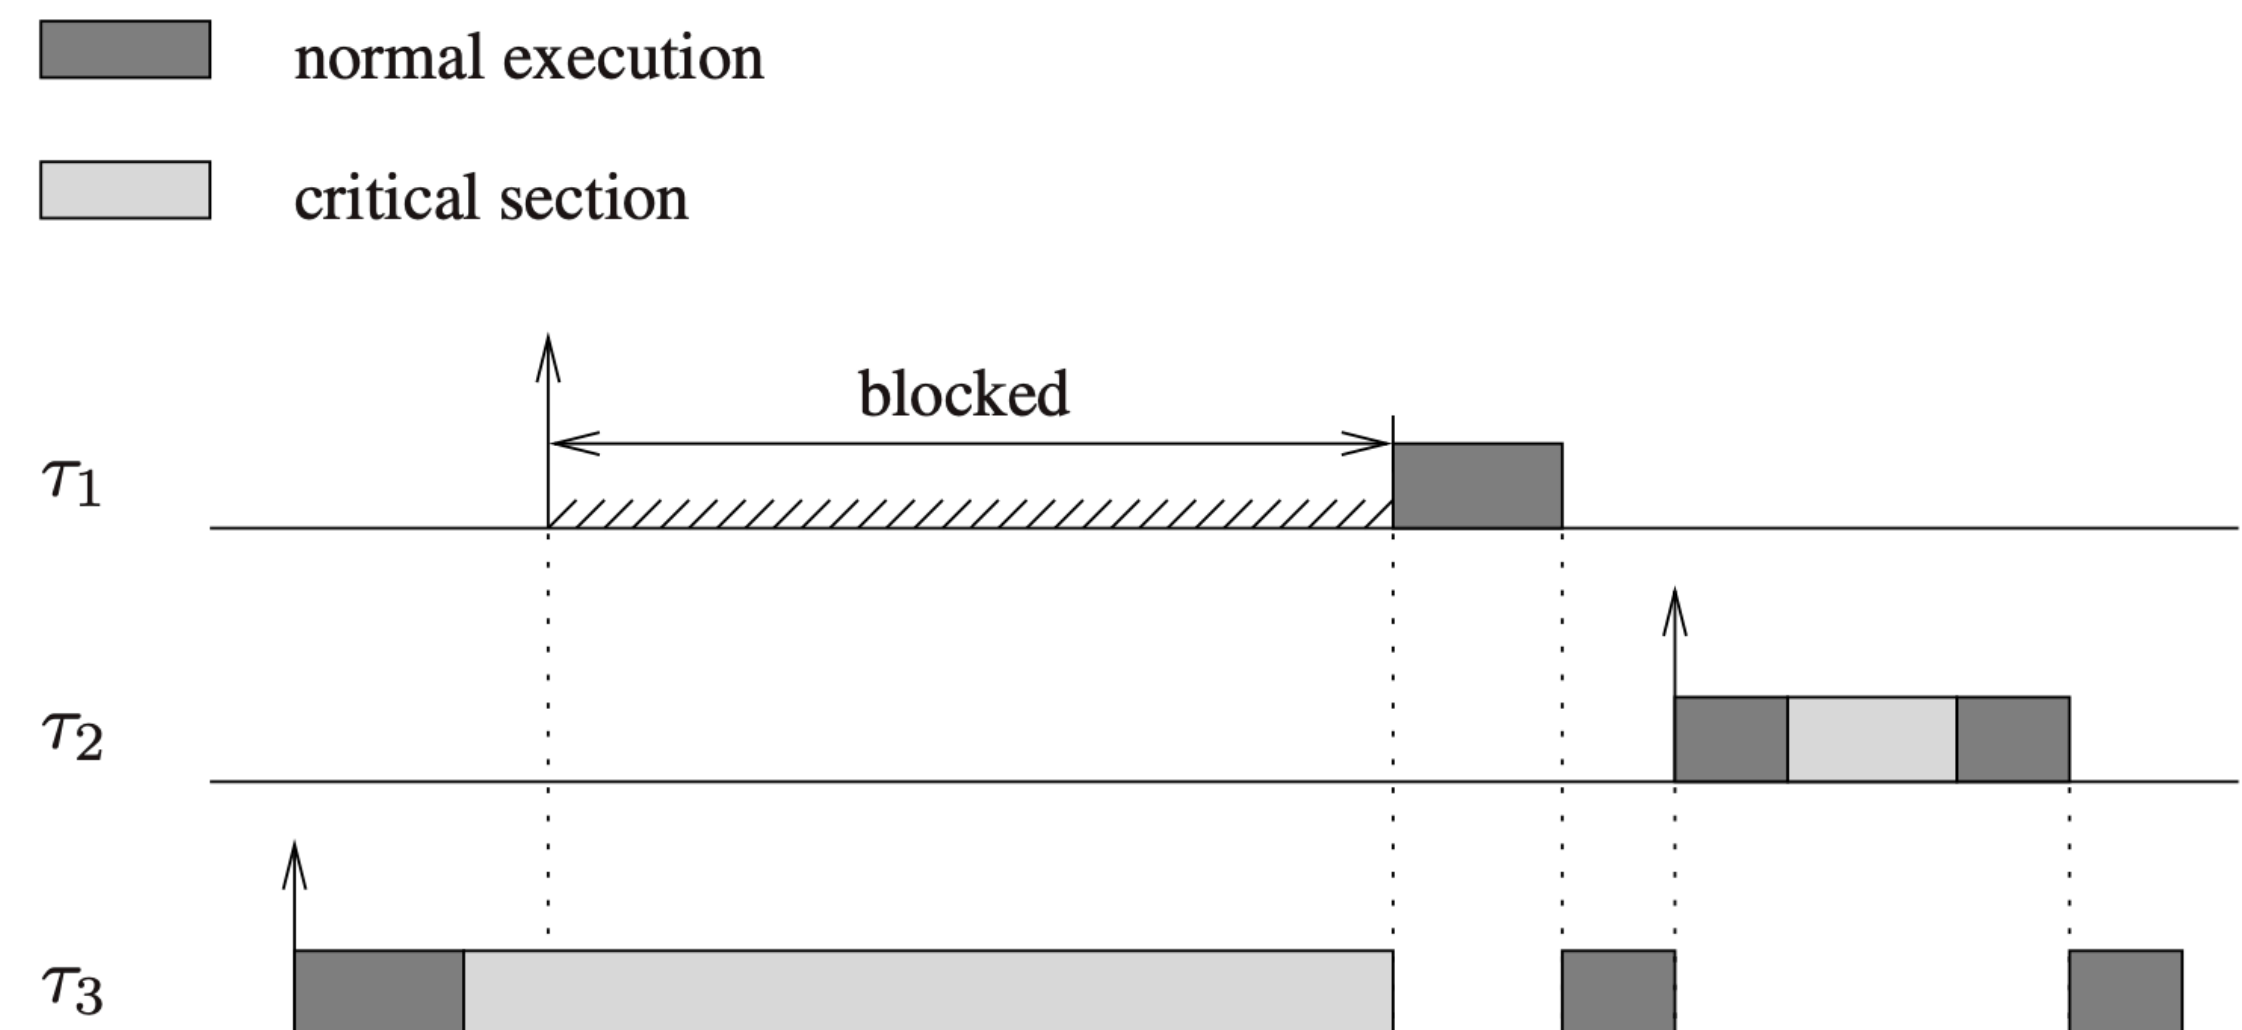 normal execution
critical section
blocked
τ1
τ2
τ3